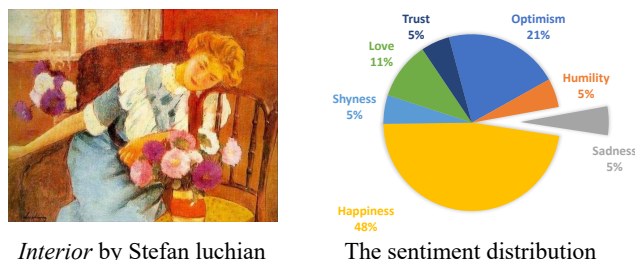 Trust
5%
Optimism
21%
Love
11%
Humility
5%
Shyness
5%
Sadness
5%
Happiness
48%
Interior by Stefan luchian
The sentiment distribution